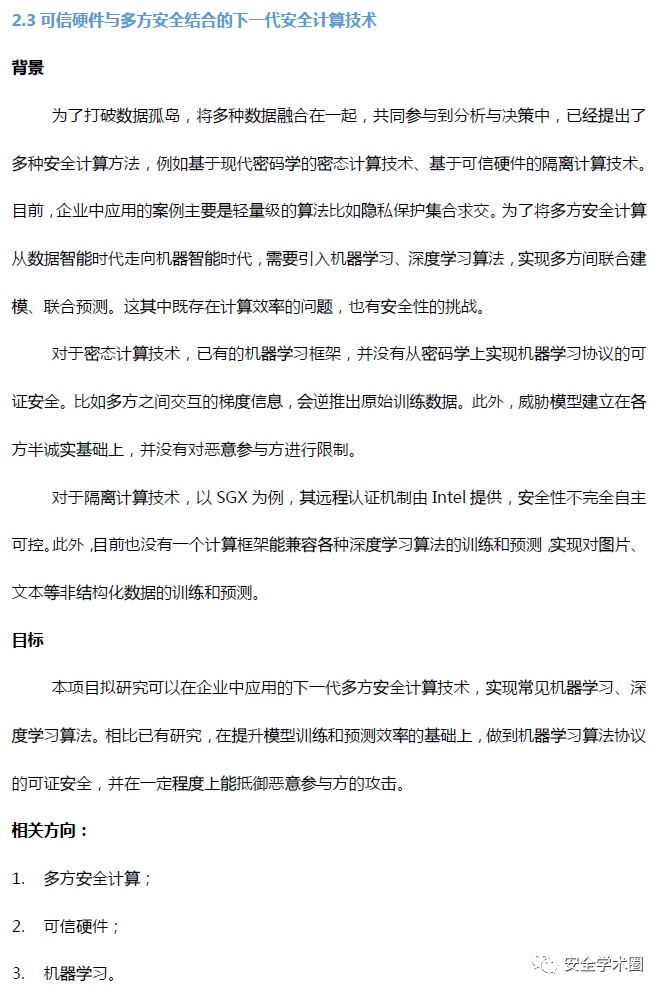 2.3 可信硬件与多方安全结合的下一代安全计算技术
背景
为了打破数据孤岛，将多种数据融合在一起，共同参与到分析与决策中，已经提出了
多种安全计算方法，例如基于现代密码学的密态计算技术、基于可信硬件的隔离计算技术。
目前，企业中应用的案例主要是轻量级的算法比如隐私保护集合求交。为了将多方安全计算
从数据智能时代走向机器智能时代，需要引入机器学习、深度学习算法，实现多方间联合建
模、联合预测。这其中既存在计算效率的问题，也有安全性的挑战。
对于密态计算技术，已有的机器学习框架，并没有从密码学上实现机器学习协议的可
证安全。比如多方之间交互的梯度信息，会逆推出原始训练数据。此外，威胁模型建立在各
方半诚实基础上，并没有对恶意参与方进行限制。
对于隔离计算技术，以 SGX 为例，其远程认证机制由 Intel 提供，安全性不完全自主
可控。此外，目前也没有一个计算框架能兼容各种深度学习算法的训练和预测，实现对图片、
文本等非结构化数据的训练和预测。
目标
本项目拟研究可以在企业中应用的下一代多方安全计算技术，实现常见机器学习、深
度学习算法。相比已有研究，在提升模型训练和预测效率的基础上，做到机器学习算法协议
的可证安全，并在一定程度上能抵御恶意参与方的攻击。
相关方向：
1. 多方安全计算；
2. 可信硬件；
3. 机器学习。
安全学术圈